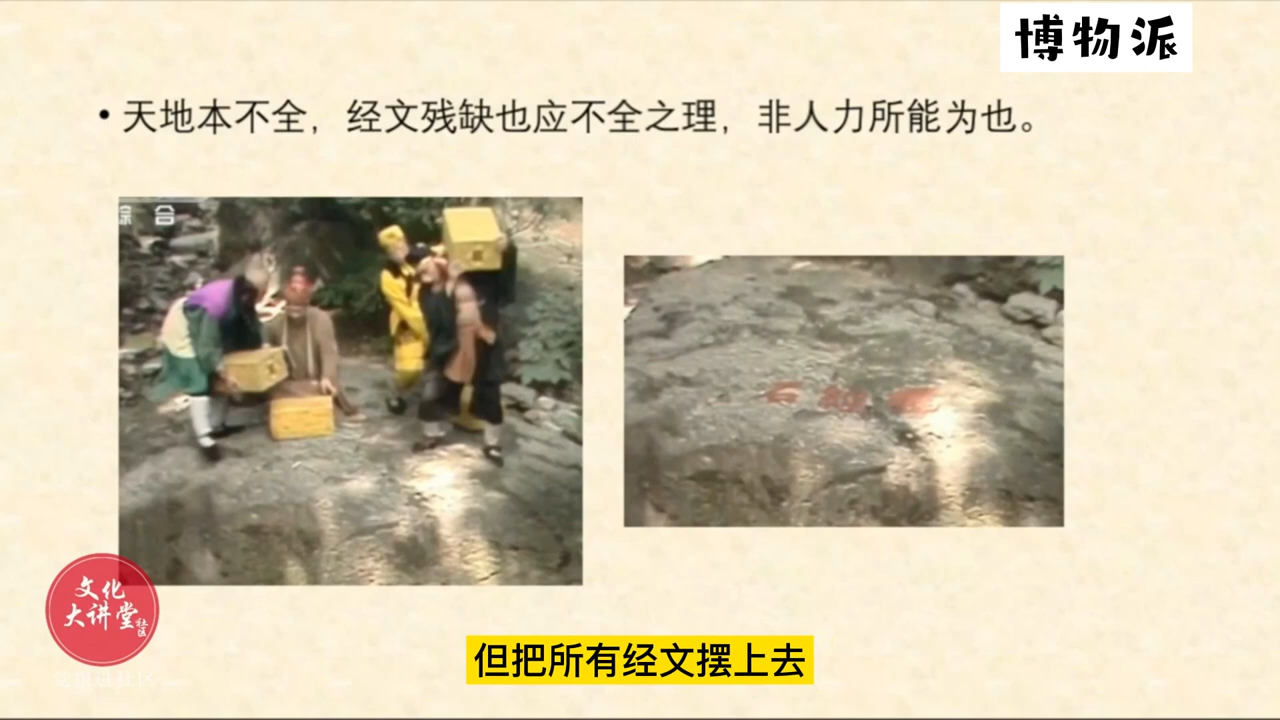 博物派
• 天地本不全，经文残缺也应不全之理，非人力所能为也。
综合
文化
大讲堂
社区
但把所有经文摆上去